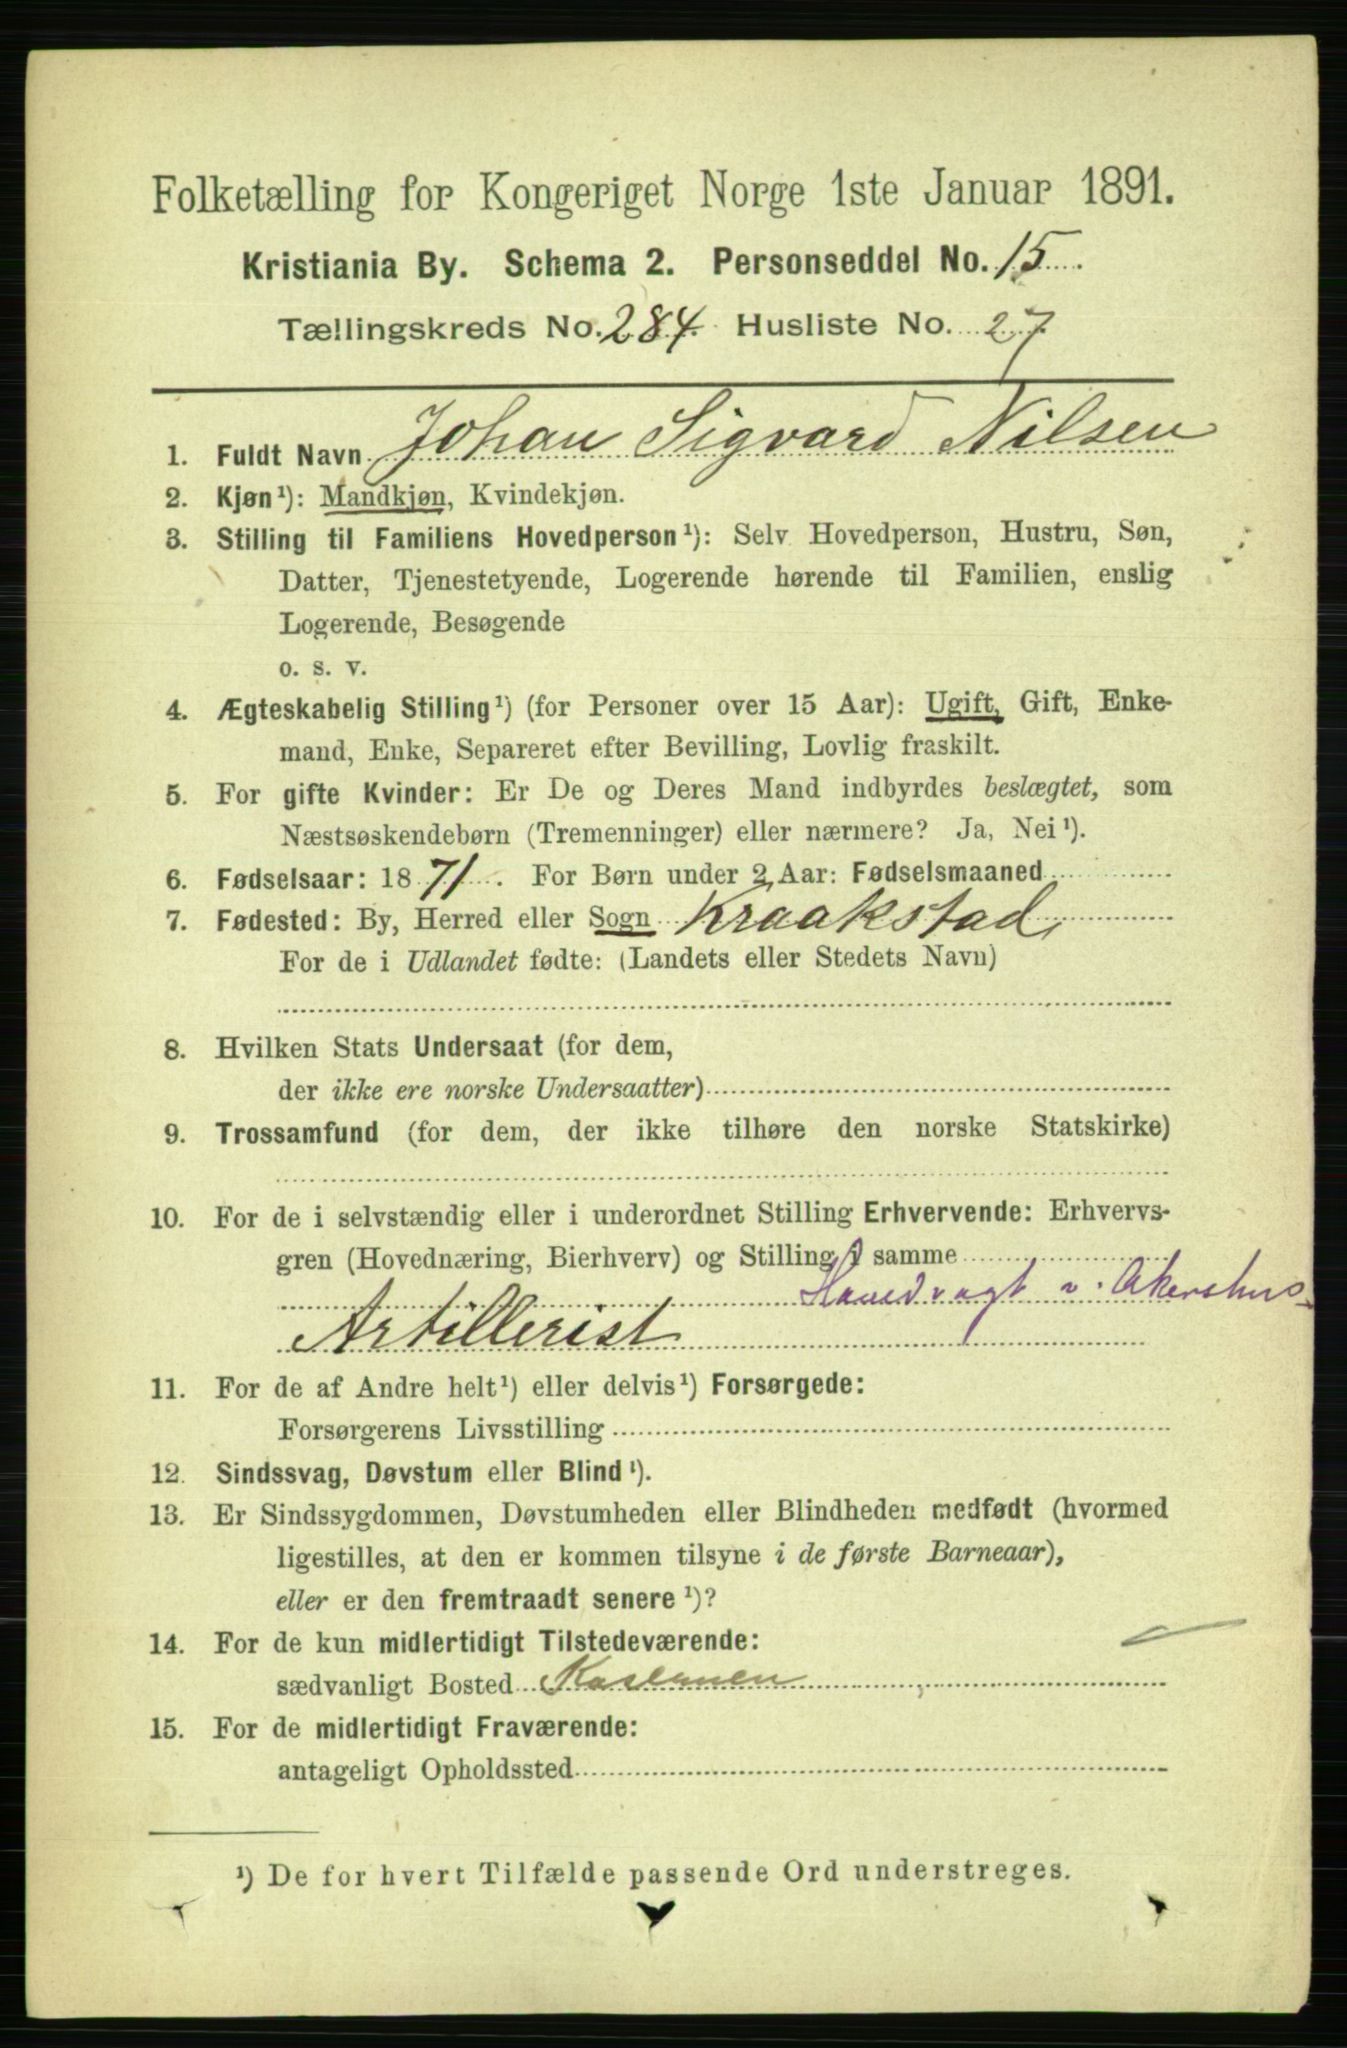 Folketælling for Kongeriget Norge 1ste Januar 1891.
Kristiania By. Schema 2. Personseddel No. 15
Tællingskreds No. 284 Husliste No. 27
1. Fuldt Navn Johan Sigvard Nilsen
2. Kjøn¹): Mandkjøn, Kvindekjøn.
3. Stilling til Familiens Hovedperson¹): Selv Hovedperson, Hustru, Søn,
Datter, Tjenestetyende, Logerende hørende til Familien, enslig
Logerende, Besøgende
o. s. v.
4. Ægteskabelig Stilling¹) (for Personer over 15 Aar): Ugift, Gift, Enke-
mand, Enke, Separeret efter Bevilling, Lovlig fraskilt.
5. For gifte Kvinder: Er De og Deres Mand indbyrdes beslægtet, som
Næstsøskendebørn (Tremenninger) eller nærmere? Ja, Nei¹).
6. Fødselsaar: 1871. For Børn under 2 Aar: Fødselsmaaned
7. Fødested: By, Herred eller Sogn Kraakstad,
For de i Udlandet fødte: (Landets eller Stedets Navn)
8. Hvilken Stats Undersaat (for dem,
der ikke ere norske Undersaatter)
9. Trossamfund (for dem, der ikke tilhøre den norske Statskirke)
10. For de i selvstændig eller i underordnet Stilling Erhvervende: Erhvervs-
gren (Hovednæring, Bierhverv) og Stilling i samme
Hovedvagt v. Akershus
Artillerist
11. For de af Andre helt¹) eller delvis¹) Forsørgede:
Forsørgerens Livsstilling
12. Sindssvag, Døvstum eller Blind¹).
13. Er Sindssygdommen, Døvstumheden eller Blindheden medfødt (hvormed
ligestilles, at den er kommen tilsyne i de første Barneaar),
eller er den fremtraadt senere¹)?
14. For de kun midlertidigt Tilstedeværende:
sædvanligt Bosted
15. For de midlertidigt Fraværende:
antageligt Opholdssted
¹) De for hvert Tilfælde passende Ord understreges.